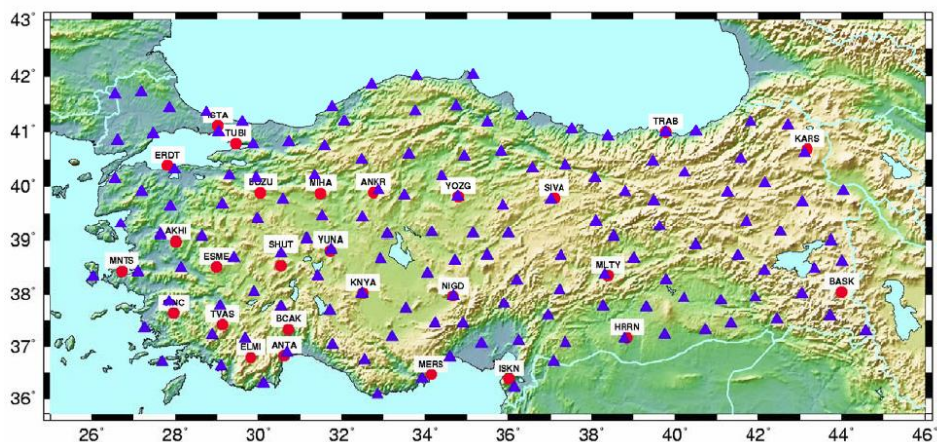 43°
42°
ISTA
TRAB
41°
TUBI
KARS
ERDT
40°
MIHA
ANKR
YOZG
SIVA
39°
AKHI
YUNA
SHUT
ESME
MNTS
MLTY
BASK
38°
KNYA
NIGD
TVAS
BCAK
HRRN
37°
ELMI
ANTA
MERS
ISKN
36°
26°
28°
30°
32°
34°
36°
38°
40°
42°
44°
46°